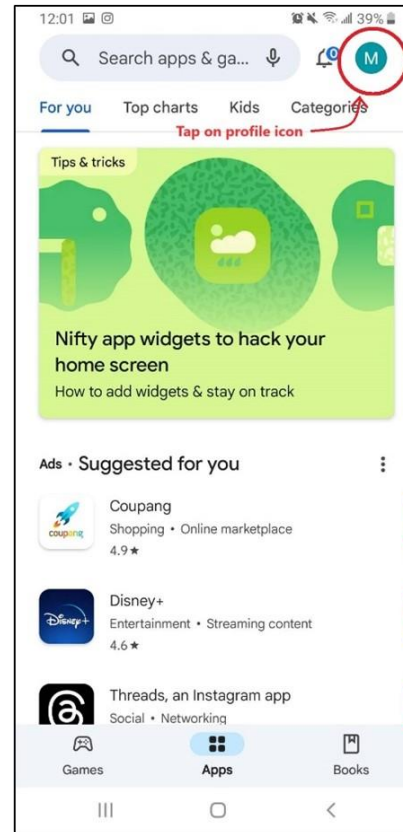 12:01 39%
Search apps & ga... 0 M
For you Top charts Kids Categories
Tap on profile icon
Tips & tricks
Nifty app widgets to hack your
home screen
How to add widgets & stay on track
Ads • Suggested for you
coupang
Coupang
Shopping • Online marketplace
4.9★
Disney+
Disney+
Entertainment • Streaming content
4.6★
Threads, an Instagram app
Social • Networking
Games Apps Books